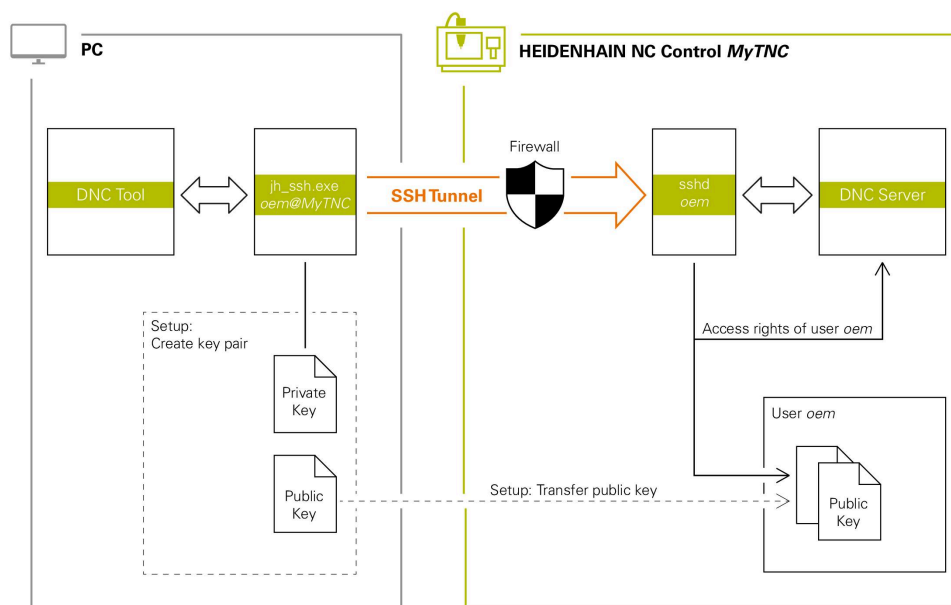 PC
HEIDENHAIN NC Control MyTNC
Firewall
DNC Tool
jh_ssh.exe
oem@MyTNC
SSH Tunnel
sshd
oem
DNC Server
Setup:
Create key pair
Access rights of user oem
Private
Key
User oem
Public
Key
Setup: Transfer public key
Public
Key